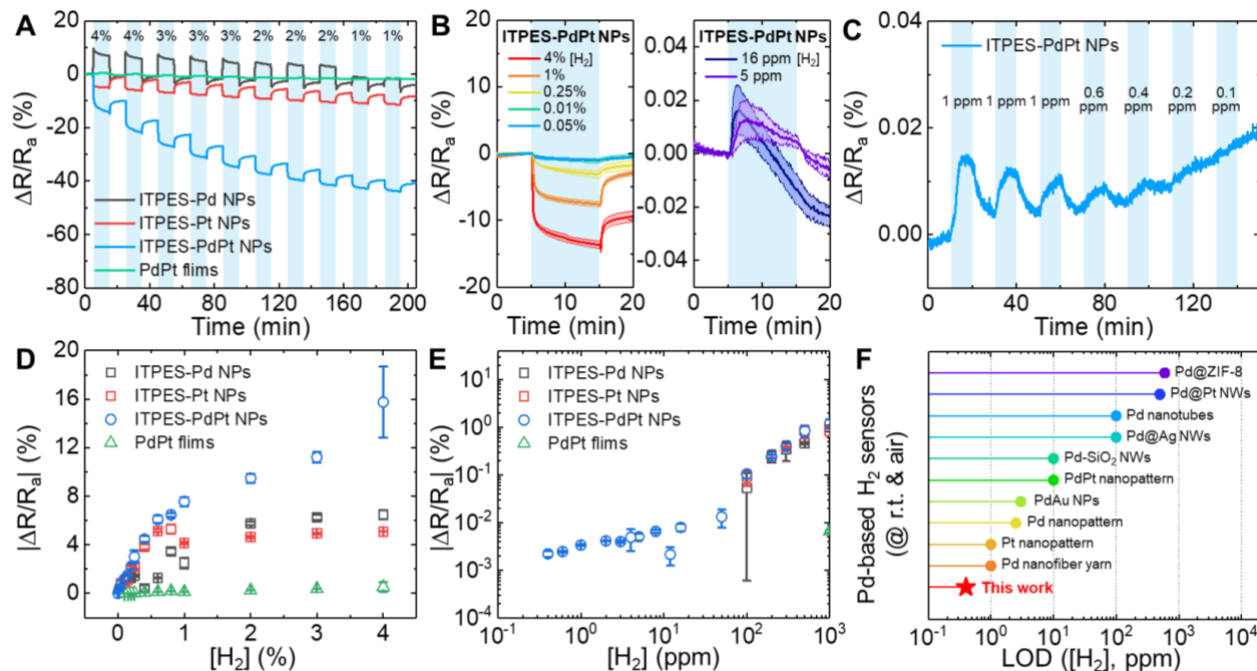 A
4% 4% 3% 3% 3% 2% 2% 2% 1% 1%
20
0
-20
-40
-60
-80
ΔR/Rₐ (%)
ITPES-Pd NPs
ITPES-Pt NPs
ITPES-PdPt NPs
PdPt flims
0 40 80 120 160 200
Time (min)
B
20
15
10
5
0
-5
-10
-15
-20
ΔR/Rₐ (%)
ITPES-PdPt NPs
4% [H₂]
1%
0.25%
0.01%
0.05%
0 10 20
Time (min)
0.04
0.02
0.00
-0.02
-0.04
ITPES-PdPt NPs
16 ppm [H₂]
5 ppm
0 10 20
Time (min)
C
0.04
0.02
0.00
ΔR/Rₐ (%)
ITPES-PdPt NPs
1 ppm 1 ppm 1 ppm
0.6 ppm
0.4 ppm
0.2 ppm
0.1 ppm
0 20 40 60 80 100 120 140
Time (min)
D
20
16
12
8
4
0
|ΔR/Rₐ| (%)
ITPES-Pd NPs
ITPES-Pt NPs
ITPES-PdPt NPs
PdPt flims
0 1 2 3 4
[H₂] (%)
E
10¹
10⁰
10⁻¹
10⁻²
10⁻³
10⁻⁴
|ΔR/Rₐ| (%)
ITPES-Pd NPs
ITPES-Pt NPs
ITPES-PdPt NPs
PdPt flims
10⁻¹ 10⁰ 10¹ 10² 10³
[H₂] (ppm)
F
Pd-based H₂ sensors
(@ r.t. & air)
Pd@ZIF-8
Pd@Pt NWs
Pd nanotubes
Pd@Ag NWs
Pd-SiO₂ NWs
PdPt nanopattern
PdAu NPs
Pd nanopattern
Pt nanopattern
Pd nanofiber yarn
This work
10⁻¹ 10⁰ 10¹ 10² 10³ 10⁴
LOD ([H₂], ppm)